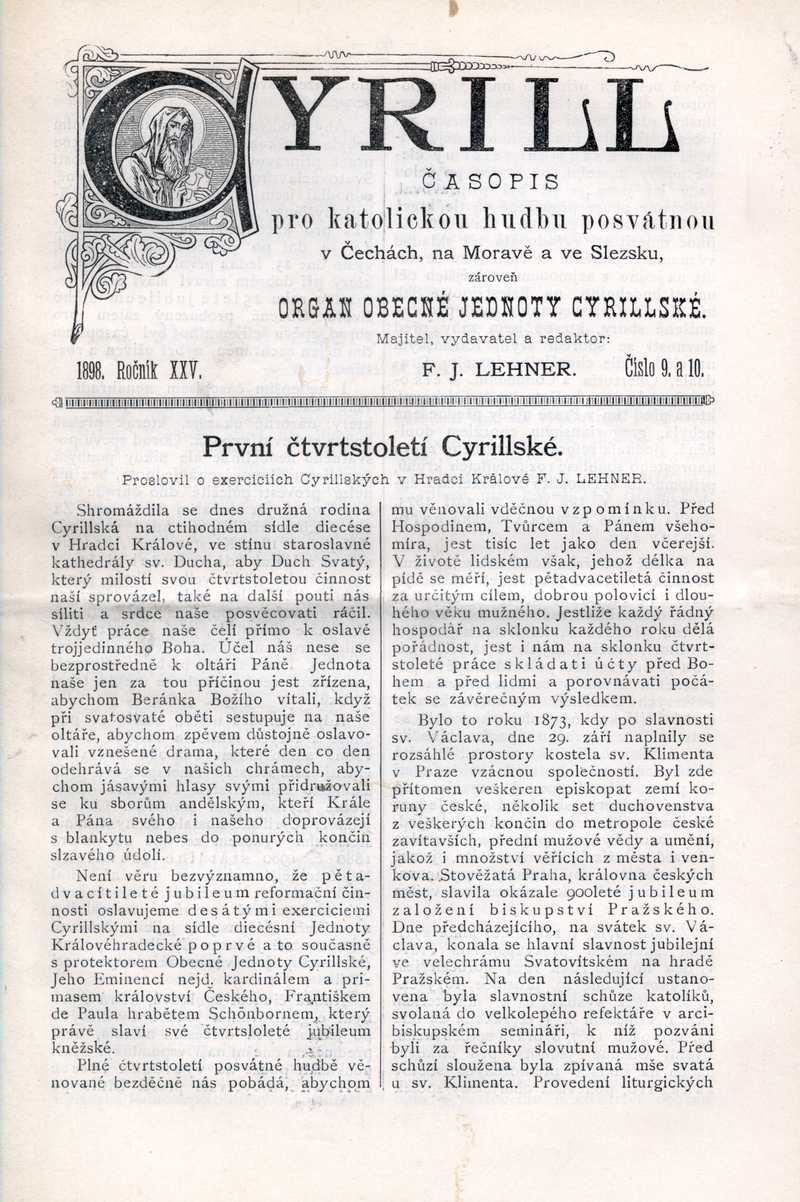 CYRILL
ČASOPIS
pro katolickou hudbu posvátnou
v Čechách, na Moravě a ve Slezsku,
zároveň
ORGAN OBECNÉ JEDNOTY CYRILLSKÉ.
Majitel, vydavatel a redaktor:
1898. Ročník XXV. F. J. LEHNER. Číslo 9. a 10.
První čtvrtstoletí Cyrillské.
Proslovil o exerciciích Cyrillských v Hradci Králové F. J. LEHNER.
Shromáždila se dnes družná rodina
Cyrillská na ctihodném sídle diecése
v Hradci Králové, ve stínu staroslavné
kathedrály sv. Ducha, aby Duch Svatý,
který milostí svou čtvrtstoletou činnost
naši sprovázel, také na další pouti nás
síliti a srdce naše posvěcovati ráčil.
Vždyť práce naše čelí přímo k oslavě
trojjedinného Boha. Účel náš nese se
bezprostředně k oltáři Páně. Jednota
naše jen za tou příčinou jest zřízena,
abychom Beránka Božího vítali, když
při svatosvaté oběti sestupuje na naše
oltáře, abychom zpěvem důstojně oslavo-
vali vznešené drama, které den co den
odehrává se v našich chrámech, aby-
chom jásavými hlasy svými přidružovali
se ku sborům andělským, kteří Krále
a Pána svého i našeho doprovázejí
s blankytu nebes do ponurých končin
slzavého údolí.
Není věru bezvýznamno, že pěta-
dvacítileté jubileum reformační čin-
nosti oslavujeme desátými exerciciemi
Cyrillskými na sídle diecésní Jednoty
Královéhradecké poprvé a to současně
s protektorem Obecné Jednoty Cyrillské,
Jeho Eminencí nejd. kardinálem a pri-
masem království Českého, Františkem
de Paula hrabětem Schönbornem, který
právě slaví své čtvrtsloleté jubileum
kněžské.
Plné čtvrtstoletí posvátné hudbě vě-
nované bezděčně nás pobádá, abychom
mu věnovali vděčnou vzpomínku. Před
Hospodinem, Tvůrcem a Pánem všeho-
míra, jest tisíc let jako den včerejší.
V životě lidském však, jehož délka na
pídě se měří, jest pětadvacetiletá činnost
za určitým cílem, dobrou polovicí i dlou-
hého věku mužného. Jestliže každý řádný
hospodář na sklonku každého roku dělá
pořádnost, jest i nám na sklonku čtvrt-
stoleté práce skládati účty před Bo-
hem a před lidmi a porovnávati počá-
tek se závěrečným výsledkem.
Bylo to roku 1873, kdy po slavnosti
sv. Václava, dne 29. září naplnily se
rozsáhlé prostory kostela sv. Klimenta
v Praze vzácnou společností. Byl zde
přítomen veškeren episkopat zemí ko-
runy české, několik set duchovenstva
z veškerých končin do metropole české
zavítavších, přední mužové vědy a umění,
jakož i množství věřících z města i ven-
kova. Stověžatá Praha, královna českých
měst, slavila okázale 900leté jubileum
založení biskupství Pražského.
Dne předcházejícího, na svátek sv. Vá-
clava, konala se hlavní slavnost jubilejní
ve velechrámu Svatovítském na hradě
Pražském. Na den následující ustano-
vena byla slavnostní schůze katolíků,
svolaná do velkolepého refektáře v arci-
biskupském semináři, k níž pozváni
byli za řečníky slovutní mužové. Před
schůzí sloužena byla zpívaná mše svatá
u sv. Klimenta. Provedení liturgických